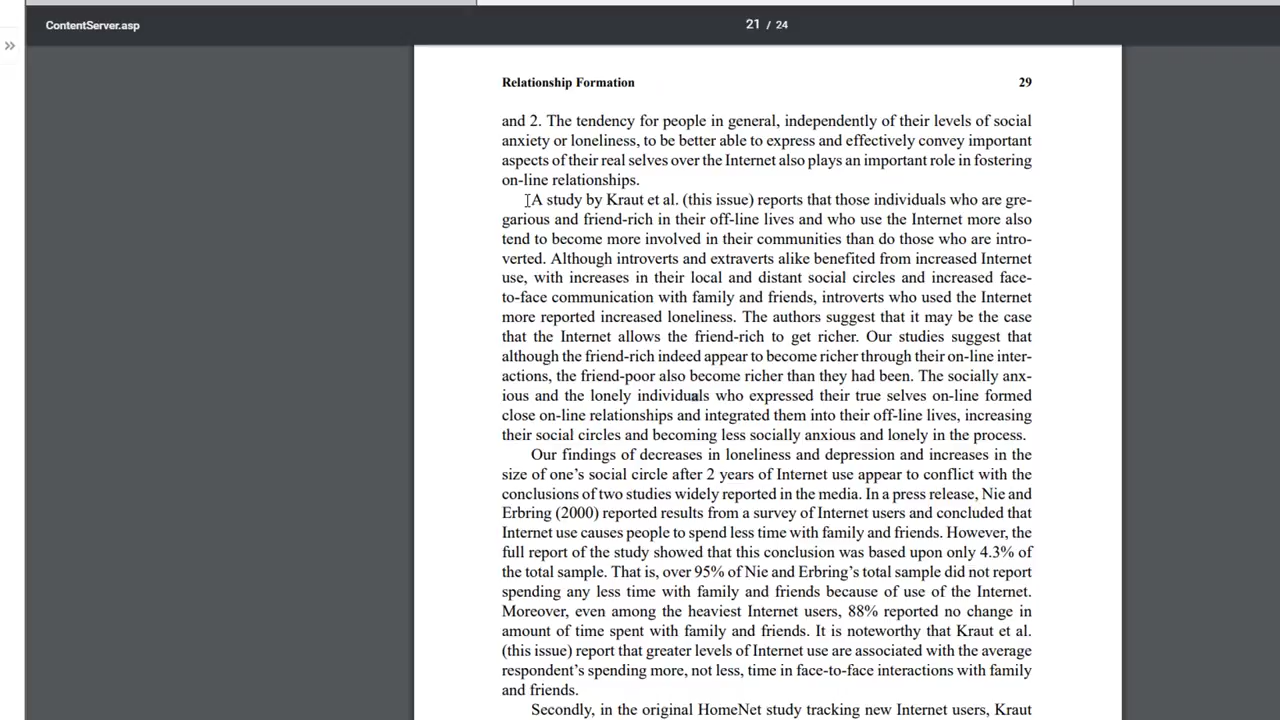 ContentServer.asp
21 / 24
Relationship Formation 29
and 2. The tendency for people in general, independently of their levels of social
anxiety or loneliness, to be better able to express and effectively convey important
aspects of their real selves over the Internet also plays an important role in fostering
on-line relationships.
A study by Kraut et al. (this issue) reports that those individuals who are gre-
garious and friend-rich in their off-line lives and who use the Internet more also
tend to become more involved in their communities than do those who are intro-
verted. Although introverts and extraverts alike benefited from increased Internet
use, with increases in their local and distant social circles and increased face-
to-face communication with family and friends, introverts who used the Internet
more reported increased loneliness. The authors suggest that it may be the case
that the Internet allows the friend-rich to get richer. Our studies suggest that
although the friend-rich indeed appear to become richer through their on-line inter-
actions, the friend-poor also become richer than they had been. The socially anx-
ious and the lonely individuals who expressed their true selves on-line formed
close on-line relationships and integrated them into their off-line lives, increasing
their social circles and becoming less socially anxious and lonely in the process.
Our findings of decreases in loneliness and depression and increases in the
size of one's social circle after 2 years of Internet use appear to conflict with the
conclusions of two studies widely reported in the media. In a press release, Nie and
Erbring (2000) reported results from a survey of Internet users and concluded that
Internet use causes people to spend less time with family and friends. However, the
full report of the study showed that this conclusion was based upon only 4.3% of
the total sample. That is, over 95% of Nie and Erbring's total sample did not report
spending any less time with family and friends because of use of the Internet.
Moreover, even among the heaviest Internet users, 88% reported no change in
amount of time spent with family and friends. It is noteworthy that Kraut et al.
(this issue) report that greater levels of Internet use are associated with the average
respondent's spending more, not less, time in face-to-face interactions with family
and friends.
Secondly, in the original HomeNet study tracking new Internet users, Kraut